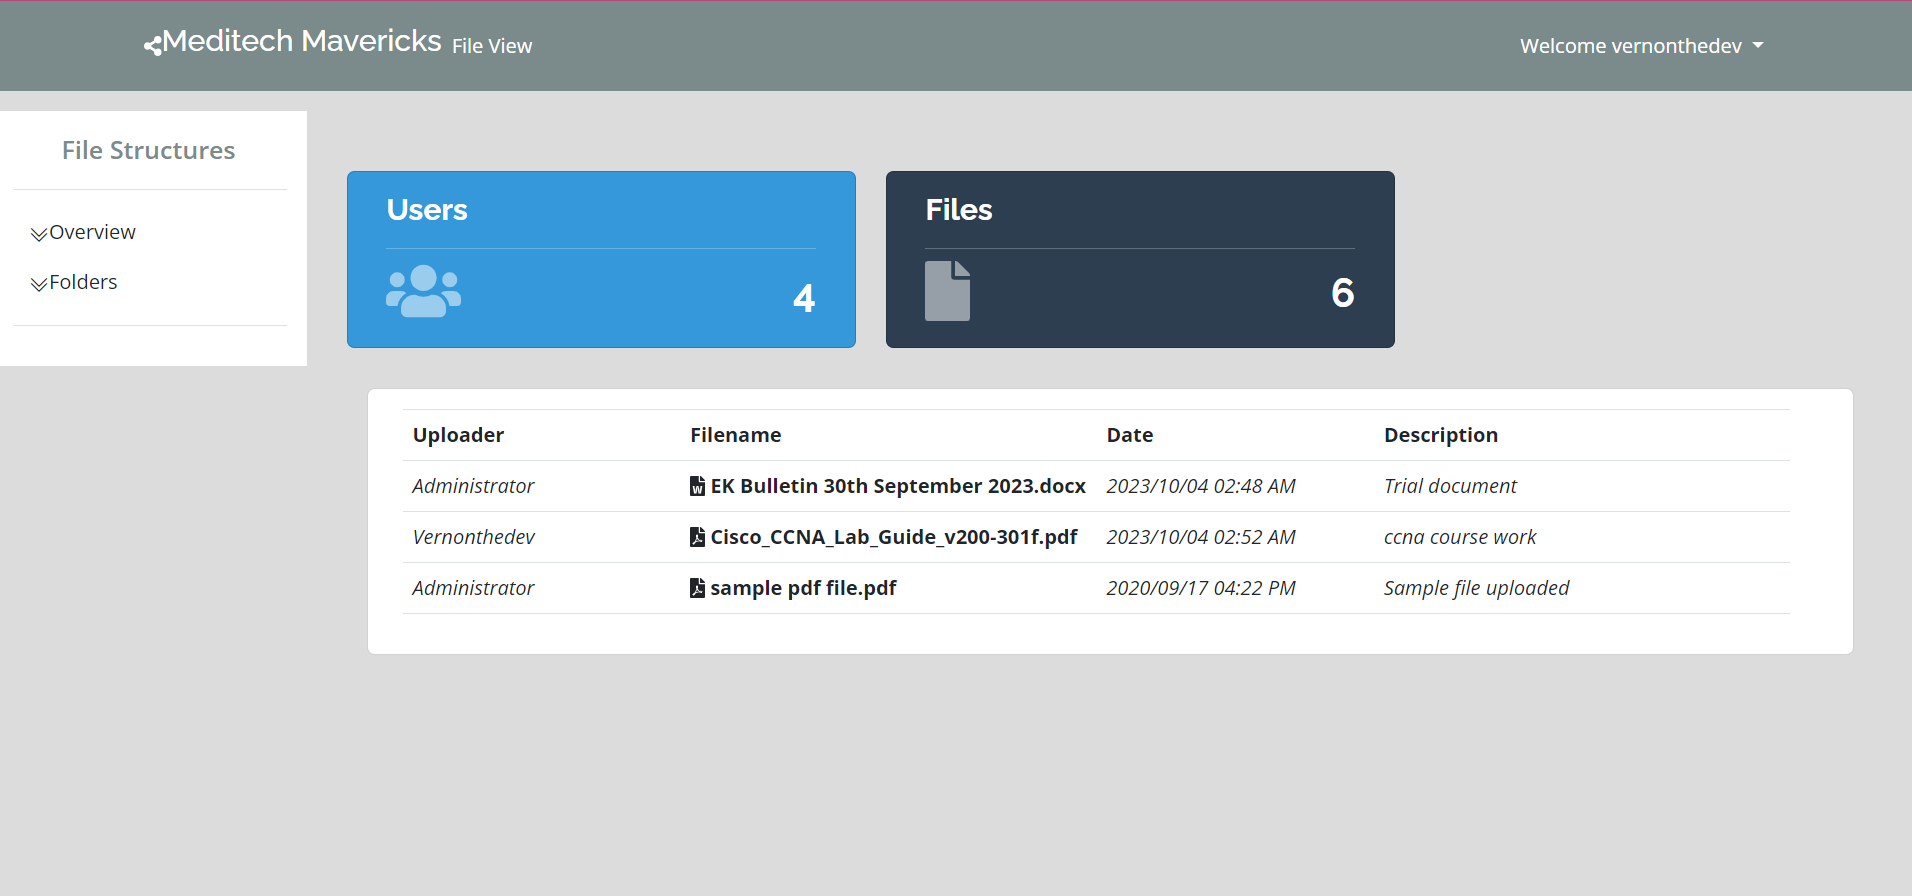 Meditech Mavericks File View Welcome vernonthedev
File Structures
Overview
Folders
Users
4
Files
6
Uploader Filename Date Description
Administrator EK Bulletin 30th September 2023.docx 2023/10/04 02:48 AM Trial document
Vernonthedev Cisco_CCNA_Lab_Guide_v200-301f.pdf 2023/10/04 02:52 AM ccna course work
Administrator sample pdf file.pdf 2020/09/17 04:22 PM Sample file uploaded